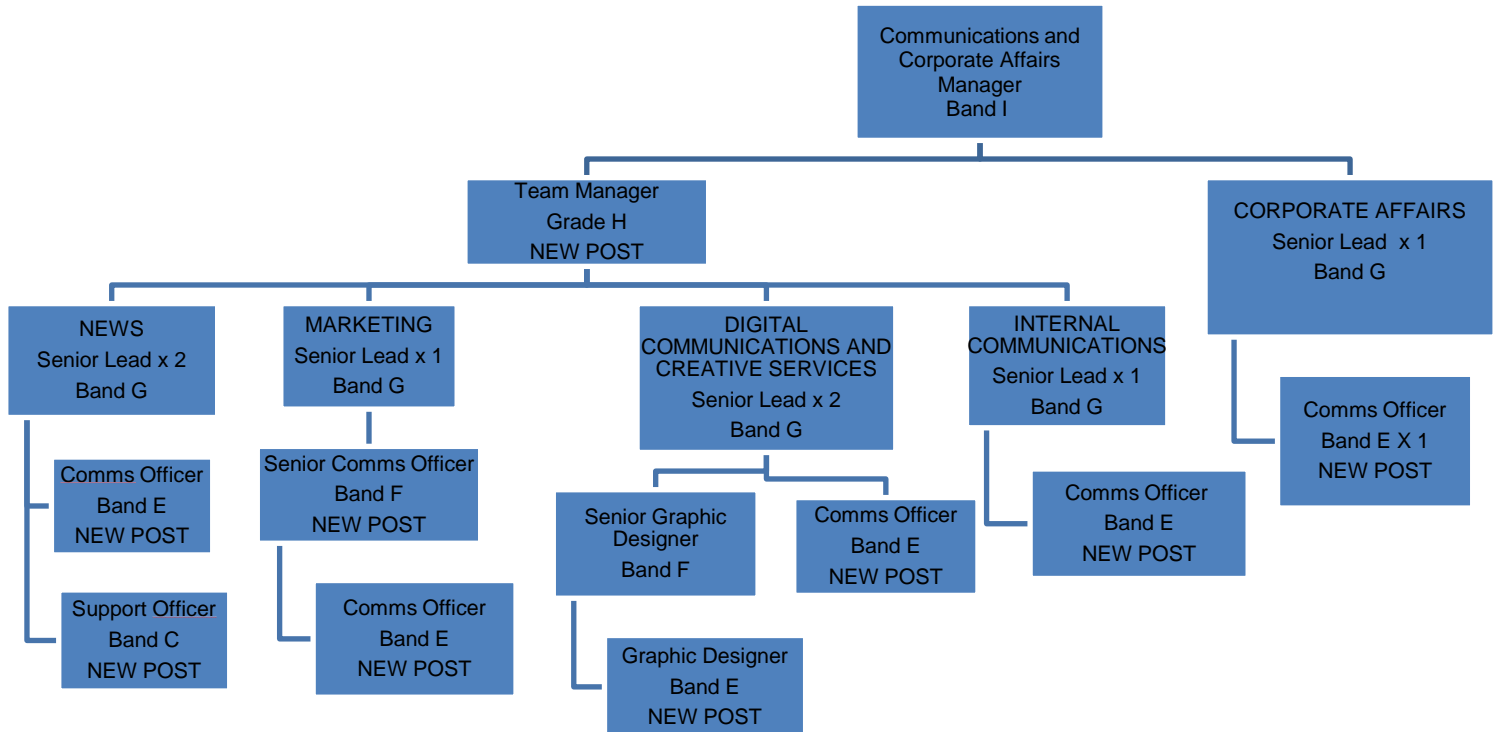 Communications and
Corporate Affairs
Manager
Band I
Team Manager
Grade H
NEW POST
CORPORATE AFFAIRS
Senior Lead x 1
Band G
NEWS
Senior Lead x 2
Band G
MARKETING
Senior Lead x 1
Band G
DIGITAL
COMMUNICATIONS AND
CREATIVE SERVICES
Senior Lead x 2
Band G
INTERNAL
COMMUNICATIONS
Senior Lead x 1
Band G
Comms Officer
Band E X 1
NEW POST
Comms Officer
Band E
NEW POST
Senior Comms Officer
Band F
NEW POST
Senior Graphic
Designer
Band F
Comms Officer
Band E
NEW POST
Comms Officer
Band E
NEW POST
Support Officer
Band C
NEW POST
Comms Officer
Band E
NEW POST
Graphic Designer
Band E
NEW POST